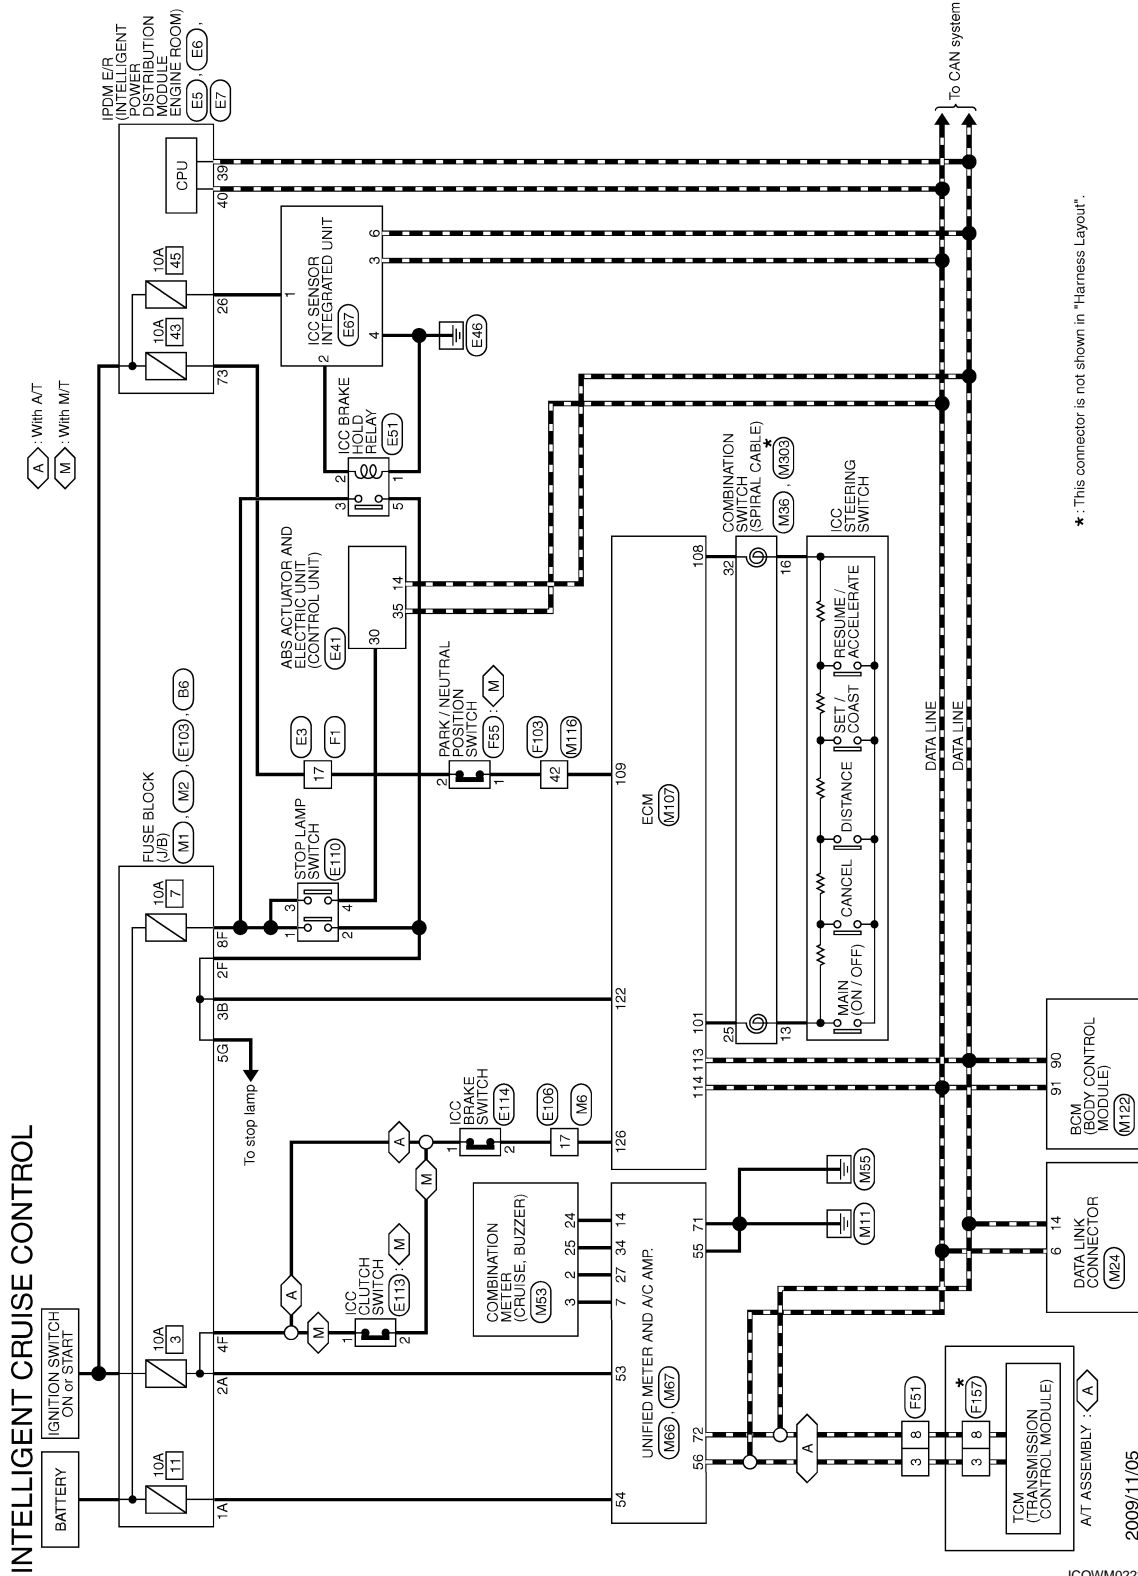 INTELLIGENT CRUISE CONTROL
A : With A/T
M : With M/T
BATTERY
IGNITION SWITCH
ON or START
FUSE BLOCK
(J/B)
M1 , M2 , E103 , B6
10A
11
10A
3
10A
7
1A
2A
4F
5G
3B
2F
8F
To stop lamp
IPDM E/R
(INTELLIGENT
POWER
DISTRIBUTION
MODULE
ENGINE ROOM)
E5 , E6 ,
E7
10A
43
10A
45
CPU
73
26
40
39
A
M
ICC
CLUTCH
SWITCH
E113 : M
1
2
A
M
ICC
BRAKE
SWITCH
E114
1
2
E106
17
M6
STOP LAMP
SWITCH
E110
1
3
2
4
E3
17
F1
PARK / NEUTRAL
POSITION
SWITCH
F55 : M
2
1
F103
42
M116
ABS ACTUATOR AND
ELECTRIC UNIT
(CONTROL UNIT)
E41
30
35
14
ICC BRAKE
HOLD
RELAY
E51
2
3
1
5
ICC SENSOR
INTEGRATED UNIT
E67
1
2
4
3
6
E46
COMBINATION
METER
(CRUISE, BUZZER)
M53
3
2
25
24
7
27
34
14
UNIFIED METER AND A/C AMP.
M66 , M67
54
53
56
72
55
71
M11
M55
ECM
M107
126
122
109
114
113
101
108
COMBINATION
SWITCH
(SPIRAL CABLE)
M36 , M303 *
25
32
13
16
ICC
STEERING
SWITCH
MAIN
(ON / OFF)
CANCEL
DISTANCE
SET /
COAST
RESUME /
ACCELERATE
DATA LINE
DATA LINE
To CAN system
A
F51
3
8
* F157
3
8
TCM
(TRANSMISSION
CONTROL MODULE)
A/T ASSEMBLY : A
6
14
DATA LINK
CONNECTOR
M24
91
90
BCM
(BODY CONTROL
MODULE)
M122
* : This connector is not shown in "Harness Layout".
2009/11/05